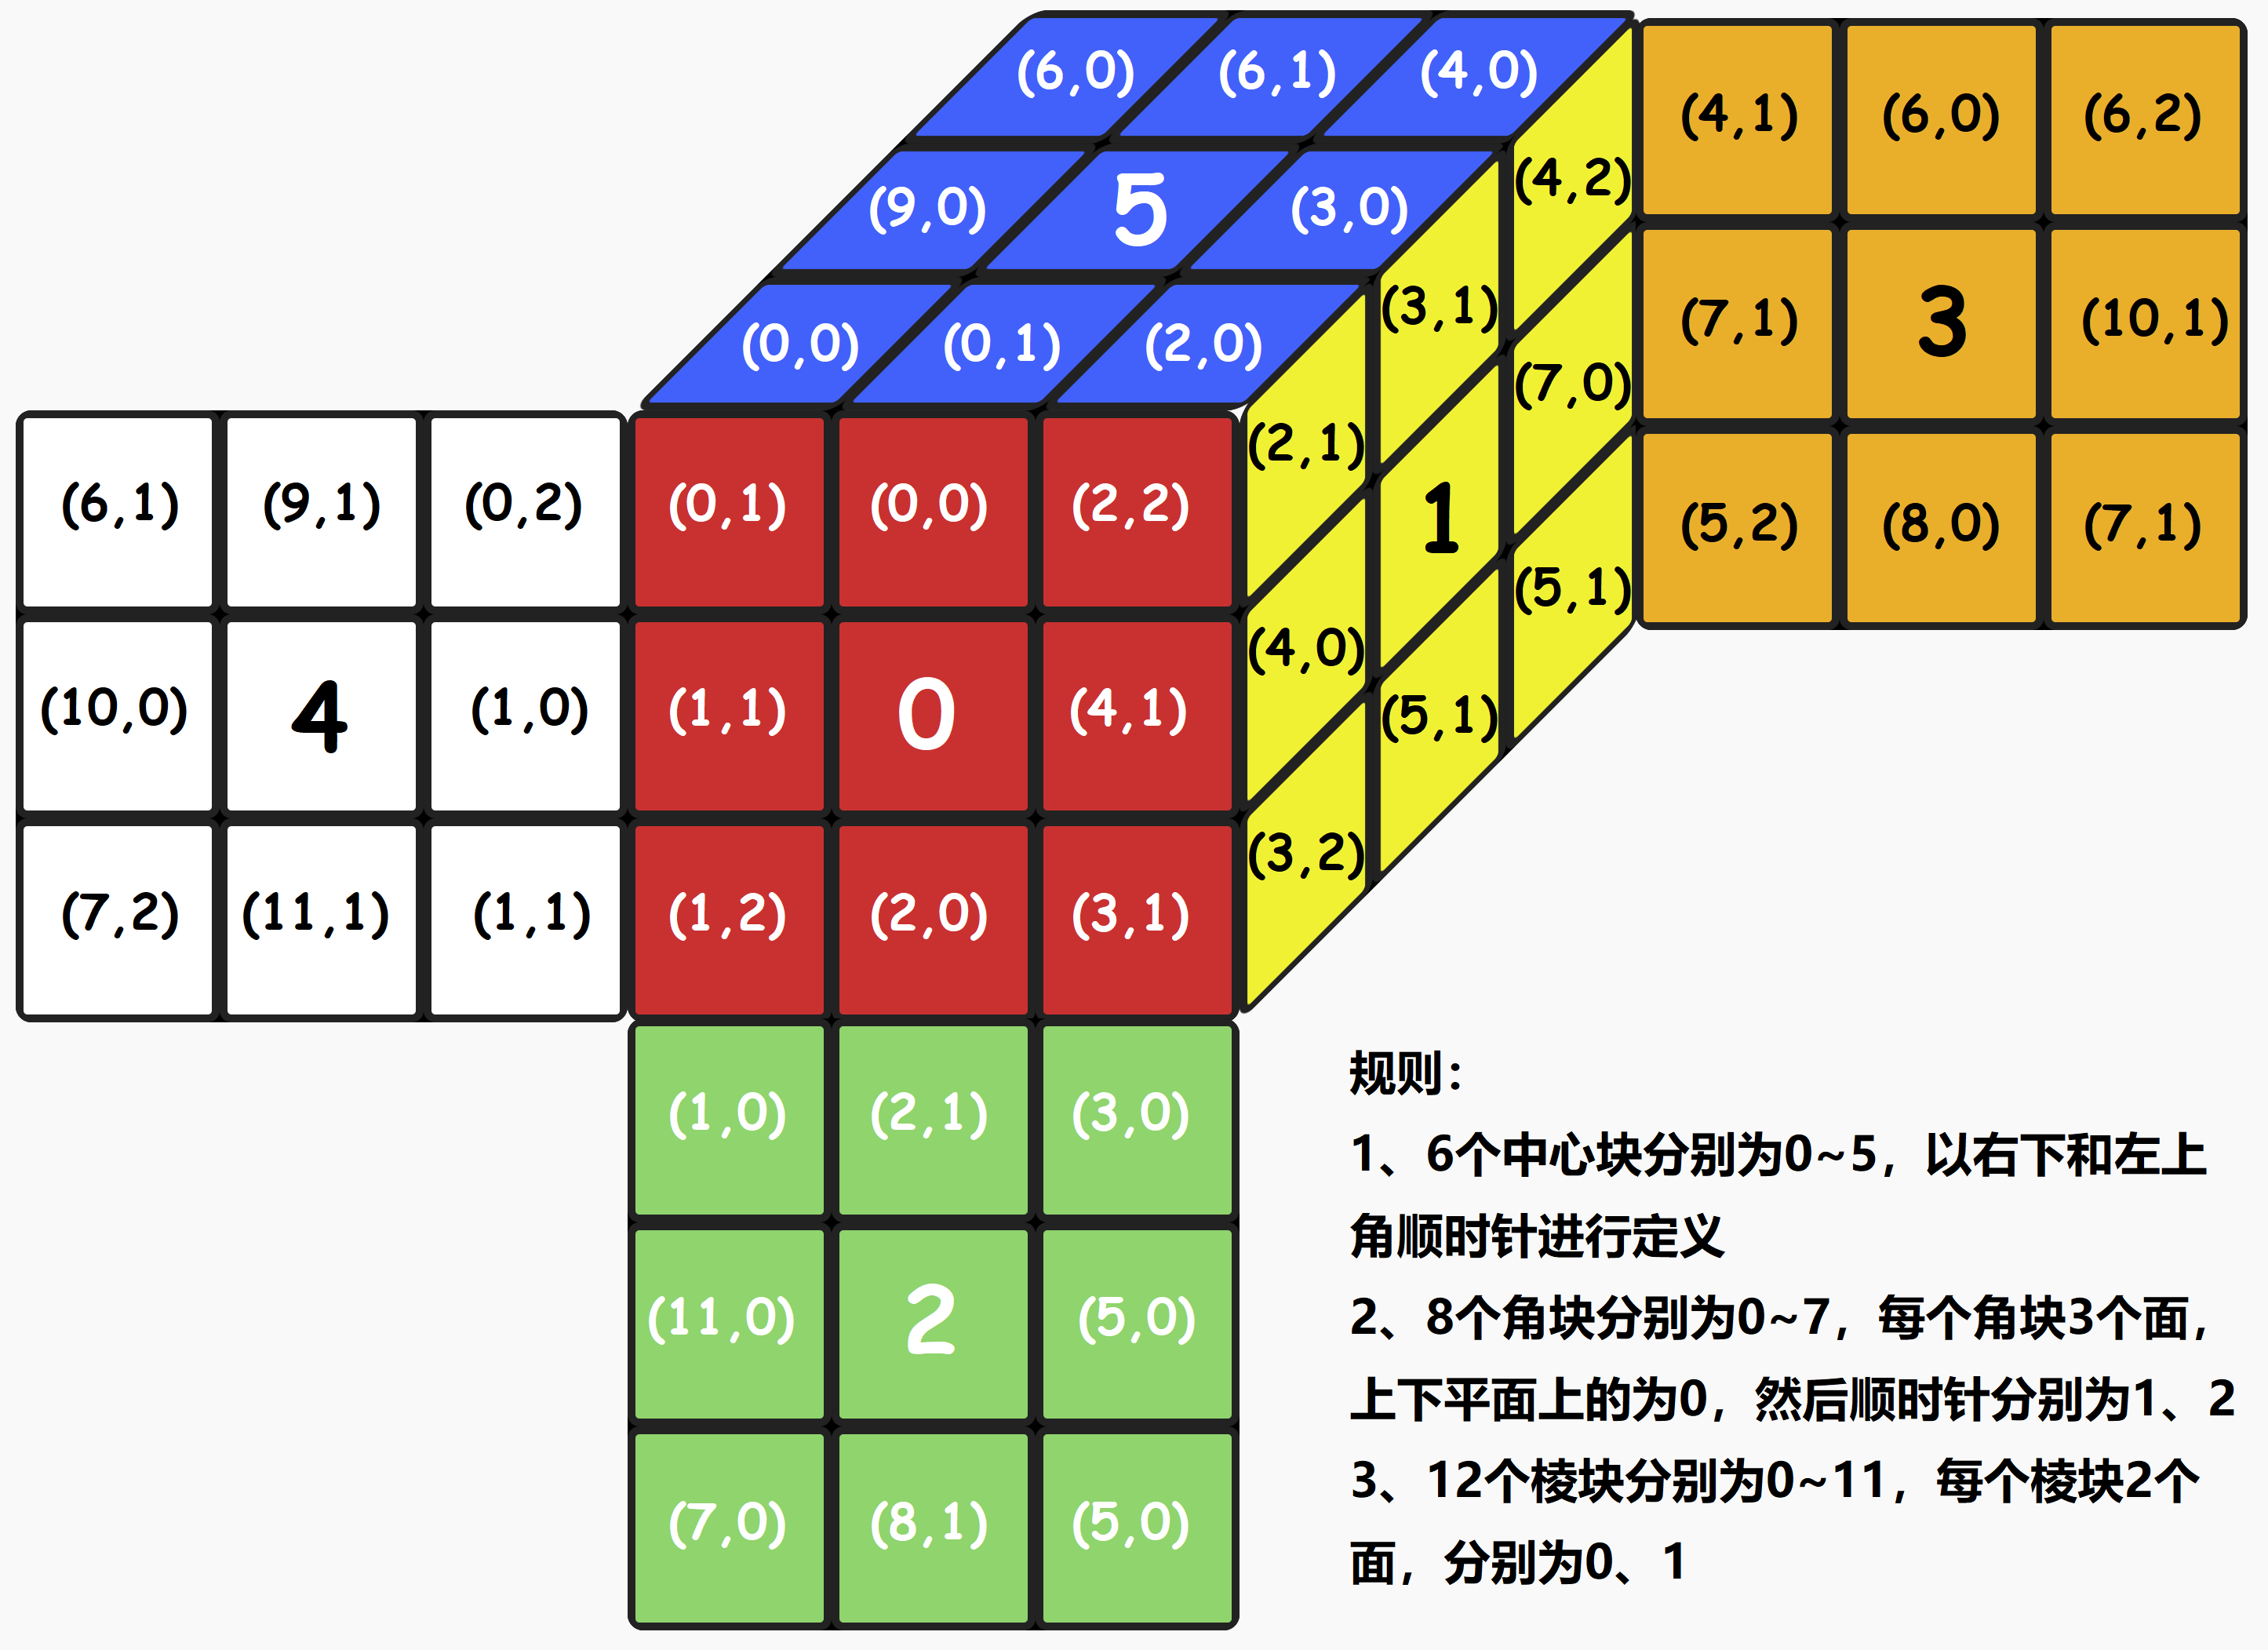 (6,0) (6,1) (4,0)
(9,0) 5 (3,0)
(0,0) (0,1) (2,0)
(6,1) (9,1) (0,2)
(10,0) 4 (1,0)
(7,2) (11,1) (1,1)
(0,1) (0,0) (2,2)
(1,1) 0 (4,1)
(1,2) (2,0) (3,1)
(2,1) (3,1) (4,2)
(4,0) 1 (7,0)
(3,2) (5,1) (5,1)
(4,1) (6,0) (6,2)
(7,1) 3 (10,1)
(5,2) (8,0) (7,1)
(1,0) (2,1) (3,0)
(11,0) 2 (5,0)
(7,0) (8,1) (5,0)
规则：
1、6个中心块分别为0~5，以右下和左上
角顺时针进行定义
2、8个角块分别为0~7，每个角块3个面，
上下平面上的为0，然后顺时针分别为1、2
3、12个棱块分别为0~11，每个棱块2个
面，分别为0、1